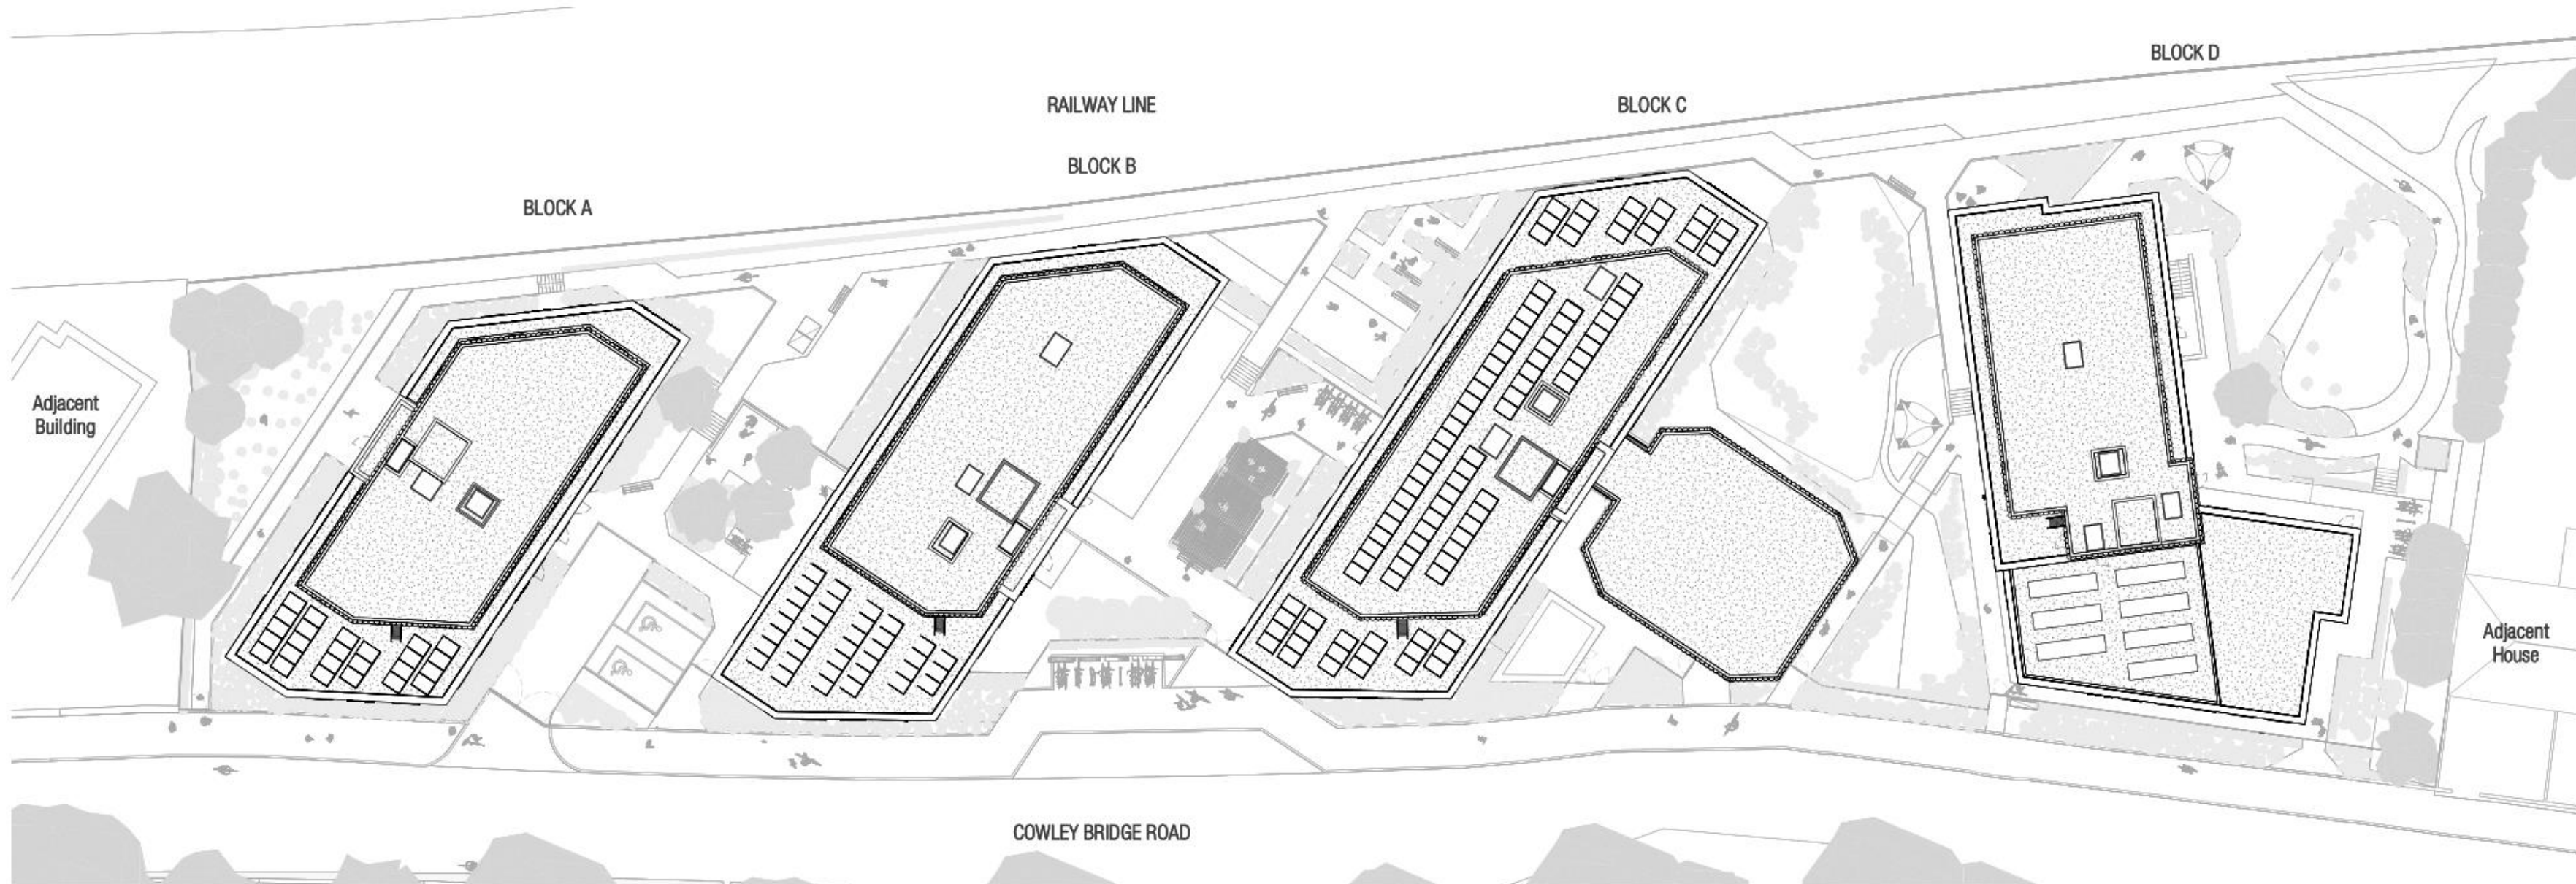 BLOCK D
RAILWAY LINE
BLOCK C
BLOCK B
BLOCK A
Adjacent
Building
Adjacent
House
COWLEY BRIDGE ROAD